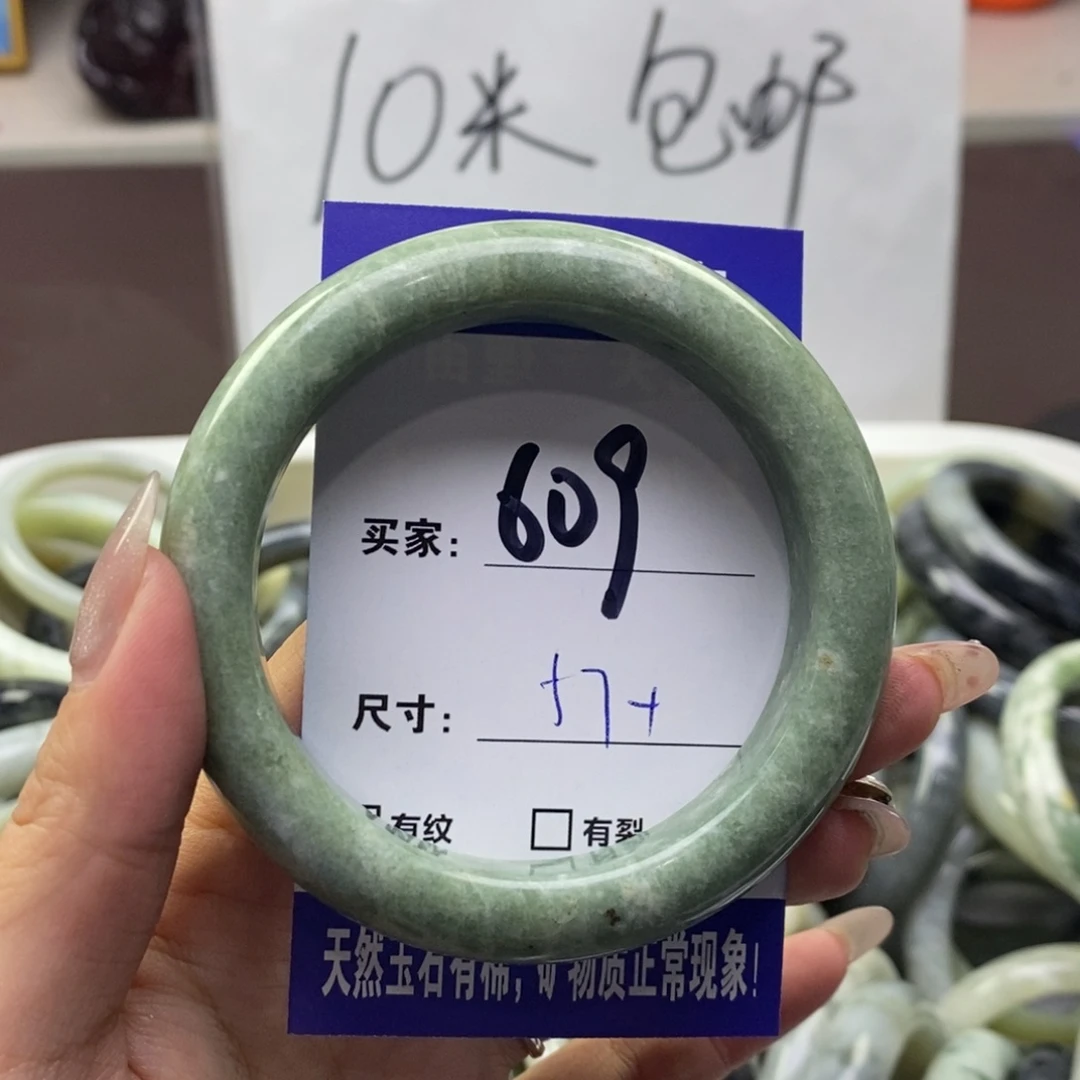 10米 包邮
买家: 609
尺寸: 57+
有纹 有裂
天然玉石有棉, 矿物质正常现象!